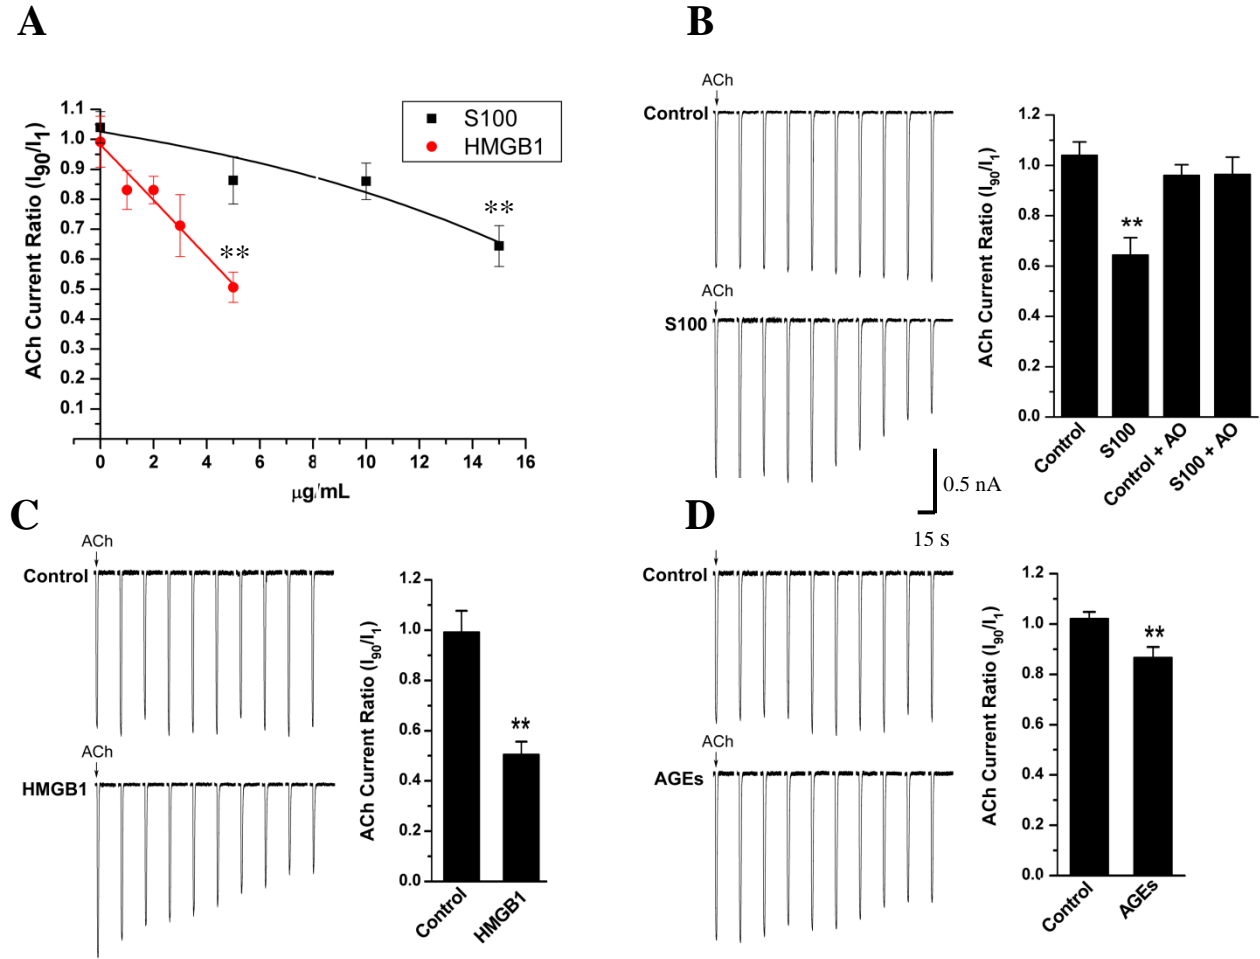 A
1.1
1.0
0.9
0.8
0.7
0.6
0.5
0.4
0.3
0.2
0.1
ACh Current Ratio (I90/I1)
S100
HMGB1
**
**
0 2 4 6 8 10 12 14 16
µg/mL
B
ACh
Control
ACh
S100
0.5 nA
15 s
1.2
1.0
0.8
0.6
0.4
0.2
0.0
ACh Current Ratio (I90/I1)
**
Control
S100
Control + AO
S100 + AO
C
ACh
Control
ACh
HMGB1
1.2
1.0
0.8
0.6
0.4
0.2
0.0
ACh Current Ratio (I90/I1)
**
Control
HMGB1
D
Control
ACh
AGEs
1.2
1.0
0.8
0.6
0.4
0.2
0.0
ACh Current Ratio (I90/I1)
**
Control
AGEs